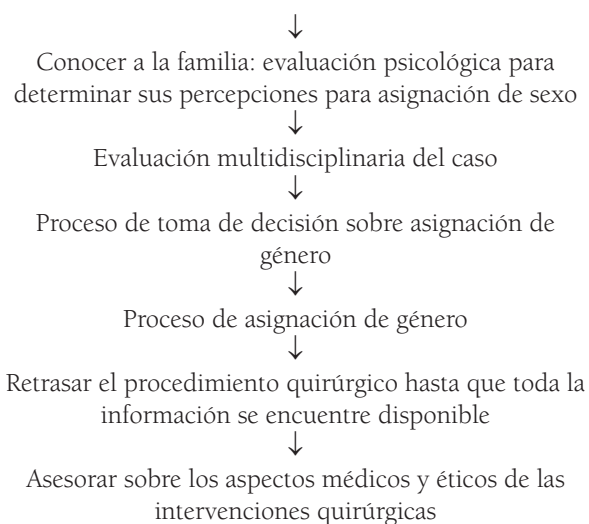 ↓
Conocer a la familia: evaluación psicológica para
determinar sus percepciones para asignación de sexo
↓
Evaluación multidisciplinaria del caso
↓
Proceso de toma de decisión sobre asignación de
género
↓
Proceso de asignación de género
↓
Retrasar el procedimiento quirúrgico hasta que toda la
información se encuentre disponible
↓
Asesorar sobre los aspectos médicos y éticos de las
intervenciones quirúrgicas